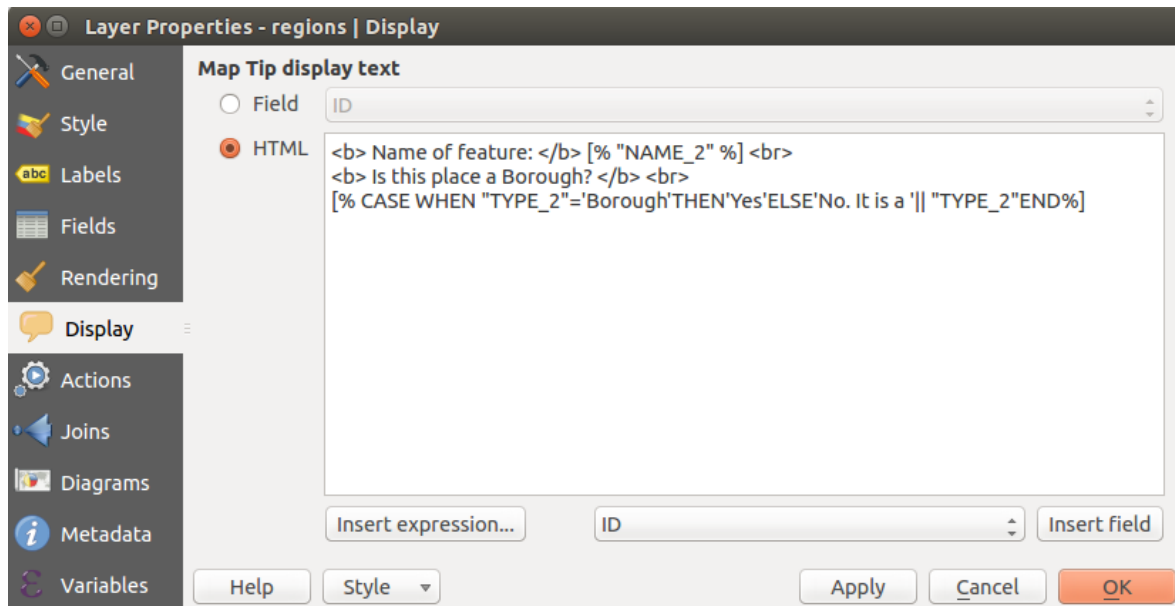 Layer Properties - regions | Display
General
Style
Labels
Fields
Rendering
Display
Actions
Joins
Diagrams
Metadata
Variables
Map Tip display text
Field
ID
HTML
<b> Name of feature: </b> [% "NAME_2" %] <br>
<b> Is this place a Borough? </b> <br>
[% CASE WHEN "TYPE_2"='Borough'THEN'Yes'ELSE'No. It is a '|| "TYPE_2"END%]
Insert expression...
ID
Insert field
Help
Style
Apply
Cancel
OK
abc